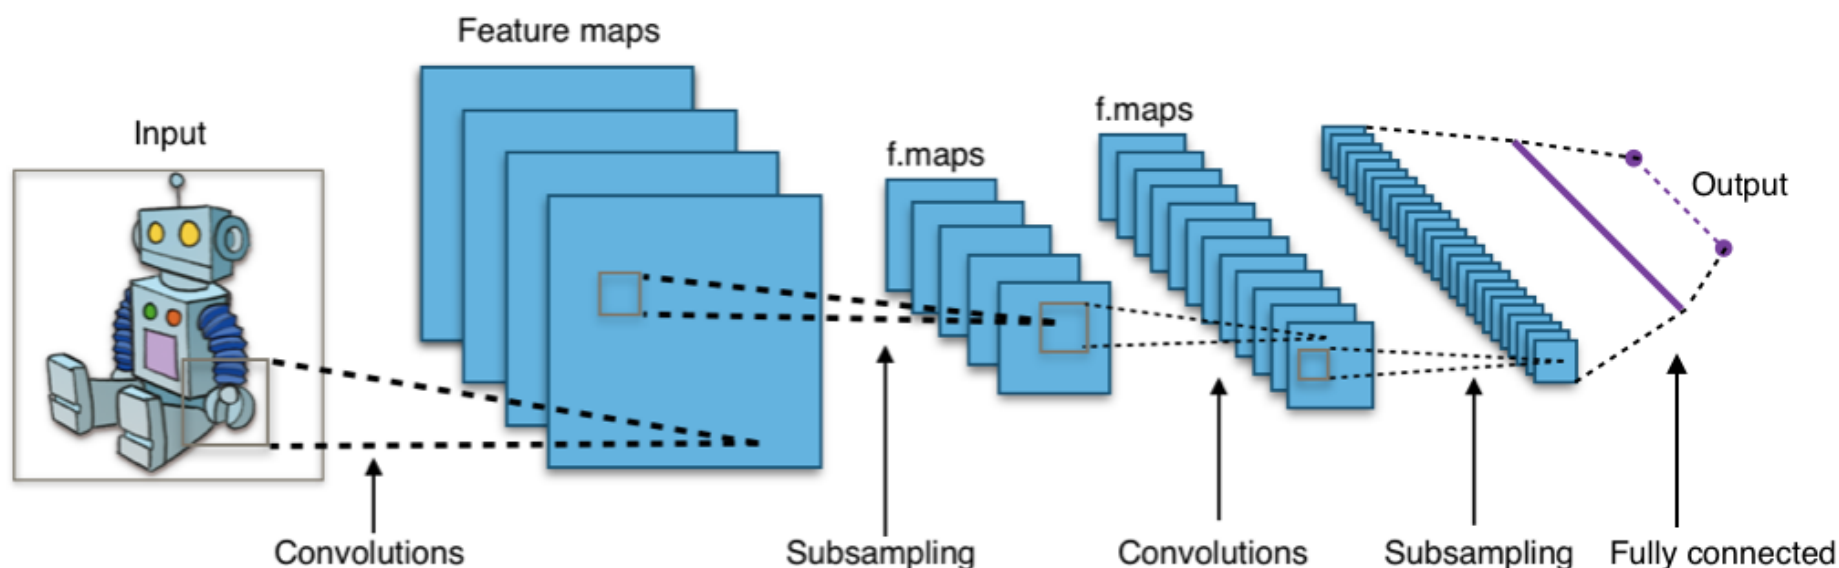 Feature maps
f.maps
Input
f.maps
Output
Convolutions
Subsampling
Convolutions
Subsampling
Fully connected